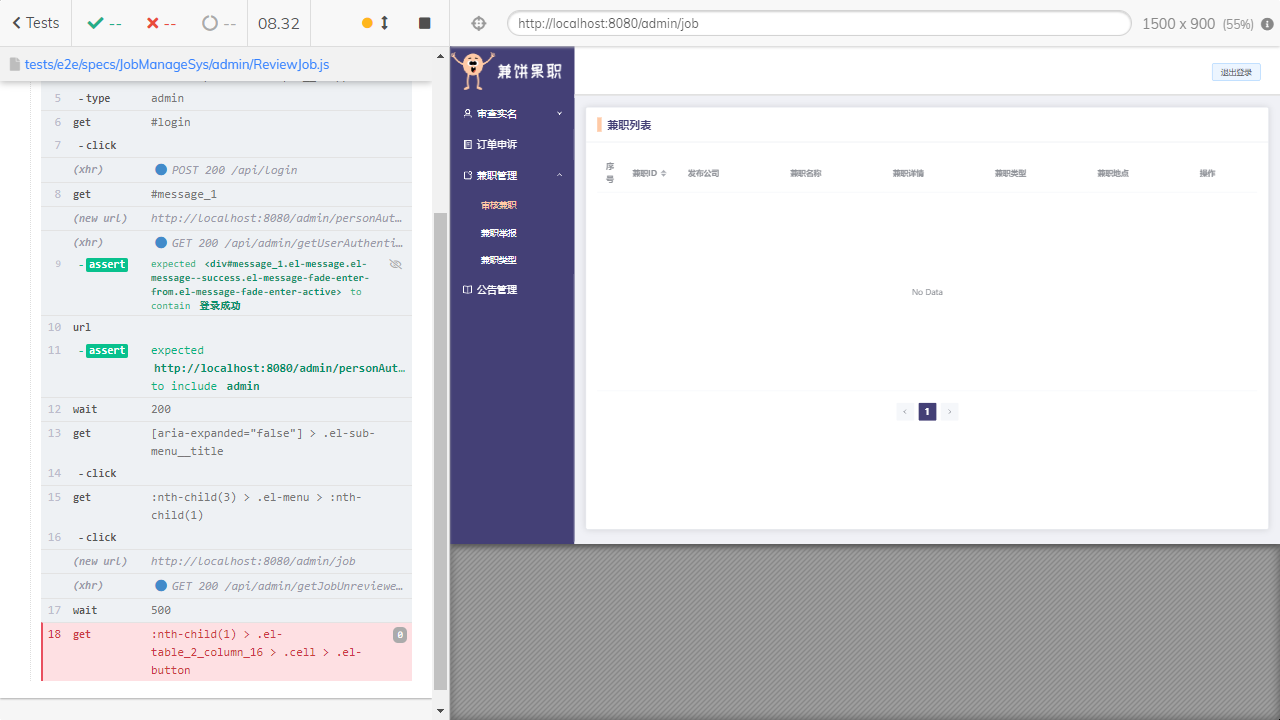 Tests
--
--
--
08.32
http://localhost:8080/admin/job
1500 x 900 (55%)
tests/e2e/specs/JobManageSys/admin/ReviewJob.js
5 -type admin
6 get #login
7 -click
(xhr) POST 200 /api/login
8 get #message_1
(new url) http://localhost:8080/admin/personAut…
(xhr) GET 200 /api/admin/getUserAuthenti…
9 -assert expected <div#message_1.el-message.el-
message--success.el-message-fade-enter-
from.el-message-fade-enter-active> to
contain 登录成功
10 url
11 -assert expected
http://localhost:8080/admin/personAut…
to include admin
12 wait 200
13 get [aria-expanded="false"] > .el-sub-
menu__title
14 -click
15 get :nth-child(3) > .el-menu > :nth-
child(1)
16 -click
(new url) http://localhost:8080/admin/job
(xhr) GET 200 /api/admin/getJobUnreviewe…
17 wait 500
18 get :nth-child(1) > .el-
table_2_column_16 > .cell > .el-
button
0
兼饼果职
审查实名
订单申诉
兼职管理
审核兼职
兼职举报
兼职类型
公告管理
退出登录
兼职列表
序号 兼职ID 发布公司 兼职名称 兼职详情 兼职类型 兼职地点 操作
No Data
1